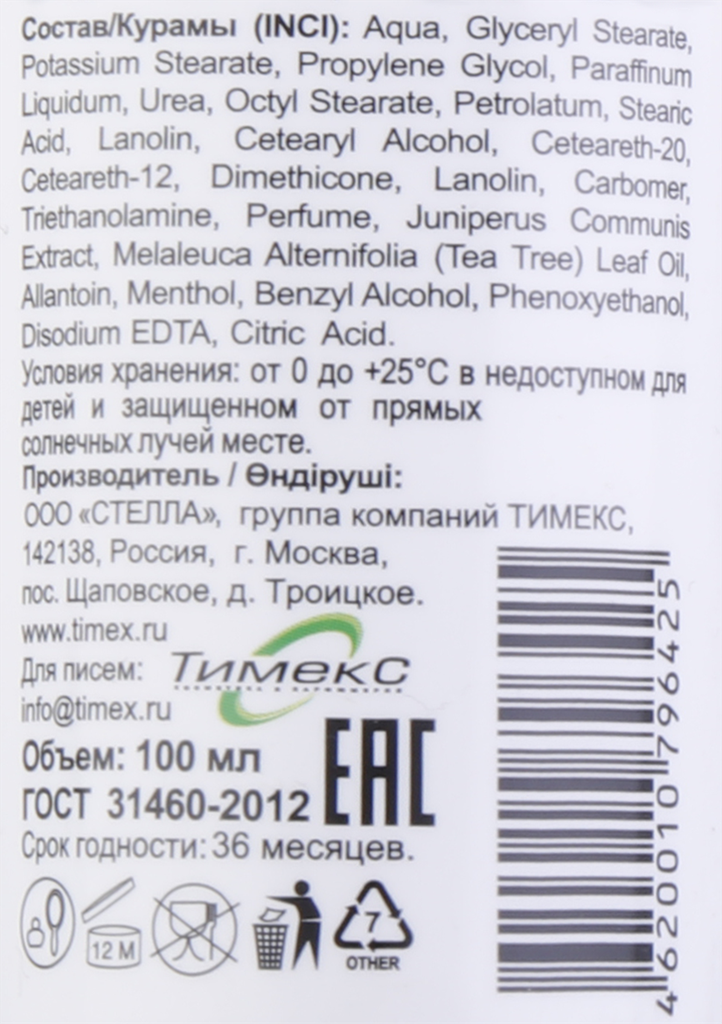 Состав/Курамы (INCI): Aqua, Glyceryl Stearate,
Potassium Stearate, Propylene Glycol, Paraffinum
Liquidum, Urea, Octyl Stearate, Petrolatum, Stearic
Acid, Lanolin, Cetearyl Alcohol, Ceteareth-20,
Ceteareth-12, Dimethicone, Lanolin, Carbomer,
Triethanolamine, Perfume, Juniperus Communis
Extract, Melaleuca Alternifolia (Tea Tree) Leaf Oil,
Allantoin, Menthol, Benzyl Alcohol, Phenoxyethanol,
Disodium EDTA, Citric Acid.
Условия хранения: от 0 до +25°С в недоступном для
детей и защищенном от прямых
солнечных лучей месте.
Производитель / Өндіруші:
ООО «СТЕЛЛА», группа компаний ТИМЕКС,
142138, Россия, г. Москва,
пос. Щаповское, д. Троицкое.
www.timex.ru
Для писем:
info@timex.ru
Тимекс
Объем: 100 мл
ГОСТ 31460-2012
EAC
Срок годности: 36 месяцев.
12 M
7
OTHER
4620010796425